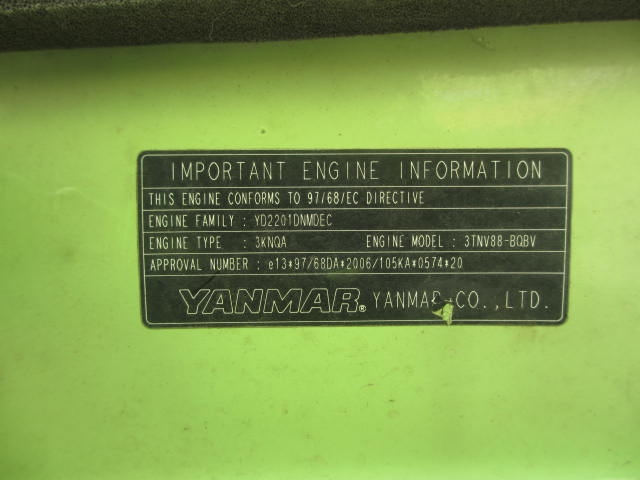 IMPORTANT ENGINE INFORMATION
THIS ENGINE CONFORMS TO 97/68/EC DIRECTIVE
ENGINE FAMILY : YD2201DNMDEC
ENGINE TYPE : 3KNQA ENGINE MODEL : 3TNV88-BQBV
APPROVAL NUMBER : e13*97/68DA*2006/105KA*0574*20
YANMAR® YANMAR CO.,LTD.